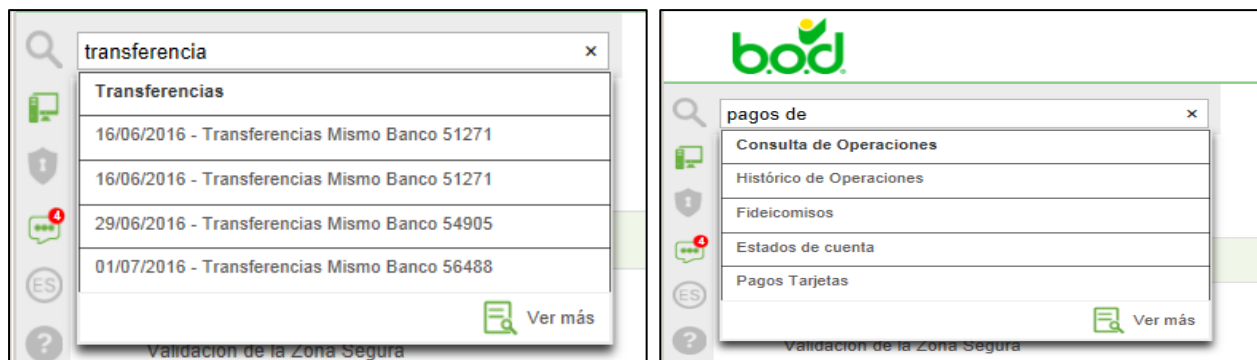 transferencia ×
Transferencias
16/06/2016 - Transferencias Mismo Banco 51271
16/06/2016 - Transferencias Mismo Banco 51271
29/06/2016 - Transferencias Mismo Banco 54905
01/07/2016 - Transferencias Mismo Banco 56488
Ver más
4
ES
?
Validación de la Zona Segura
b.o.d.
pagos de ×
Consulta de Operaciones
Histórico de Operaciones
Fideicomisos
Estados de cuenta
Pagos Tarjetas
Ver más
4
ES
?
Validación de la Zona Segura